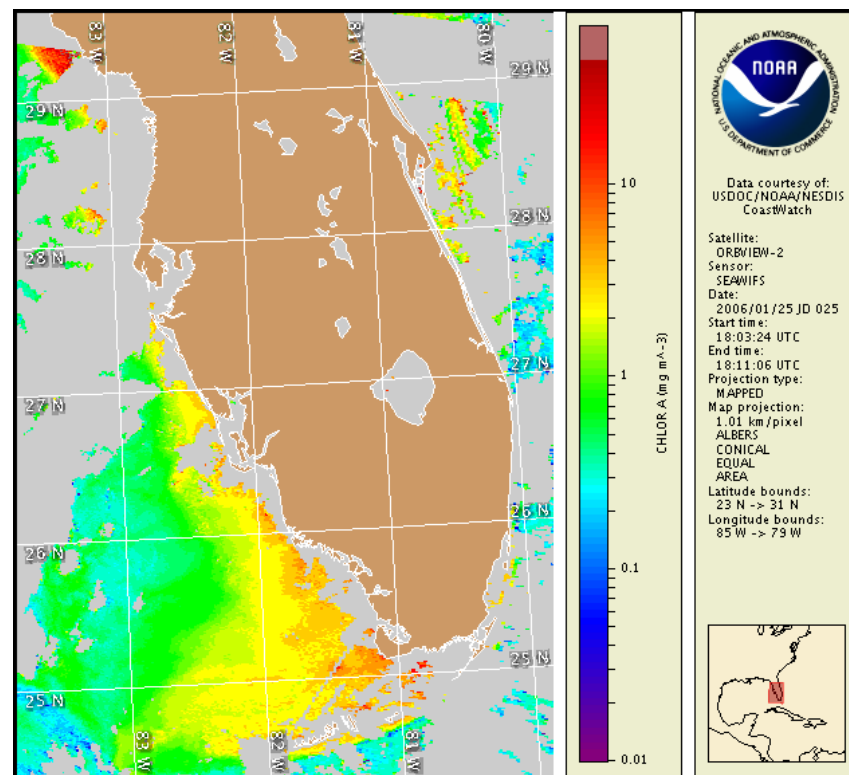 83 W
82 W
81 W
80 W
29 N
29 N
28 N
28 N
27 N
27 N
26 N
26 N
25 N
25 N
83 W
82 W
81 W
10
1
0.1
0.01
CHLOR A (mg m^-3)
NATIONAL OCEANIC AND ATMOSPHERIC ADMINISTRATION
NOAA
U.S. DEPARTMENT OF COMMERCE
Data courtesy of:
USDOC/NOAA/NESDIS
CoastWatch
Satellite:
ORBVIEW-2
Sensor:
SEAWIFS
Date:
2006/01/25 JD 025
Start time:
18:03:24 UTC
End time:
18:11:06 UTC
Projection type:
MAPPED
Map projection:
1.01 km/pixel
ALBERS
CONICAL
EQUAL
AREA
Latitude bounds:
23 N -> 31 N
Longitude bounds:
85 W -> 79 W